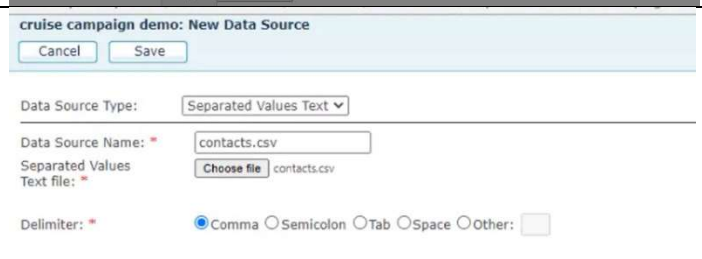 cruise campaign demo: New Data Source
Cancel Save
Data Source Type: Separated Values Text
Data Source Name: * contacts.csv
Separated Values
Text file: * Choose file contacts.csv
Delimiter: * Comma Semicolon Tab Space Other: